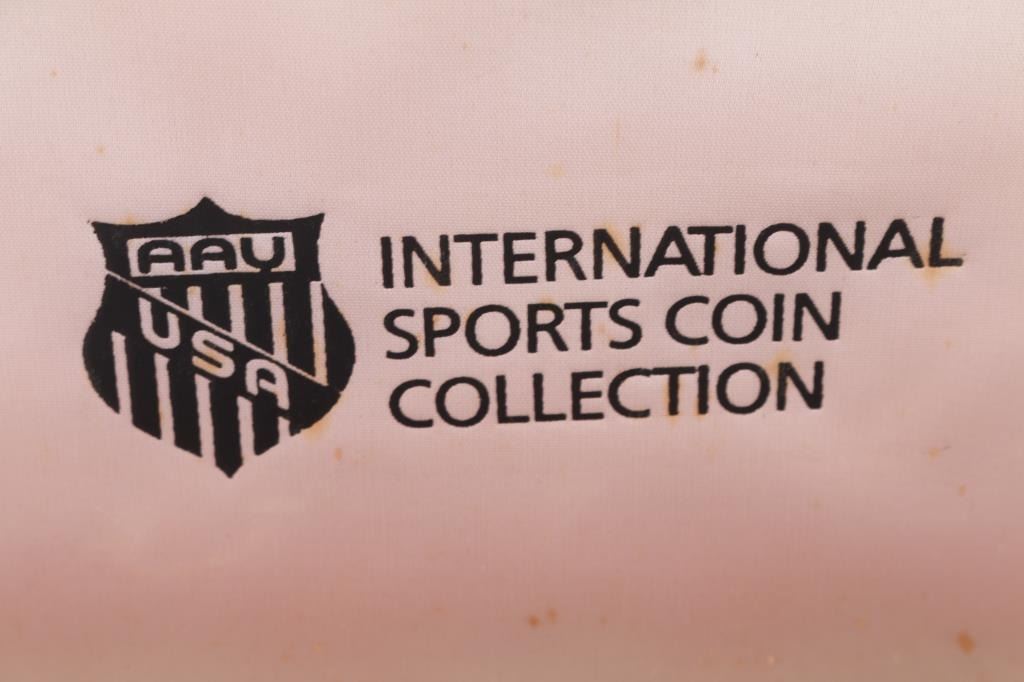 AAU
USA
INTERNATIONAL
SPORTS COIN
COLLECTION